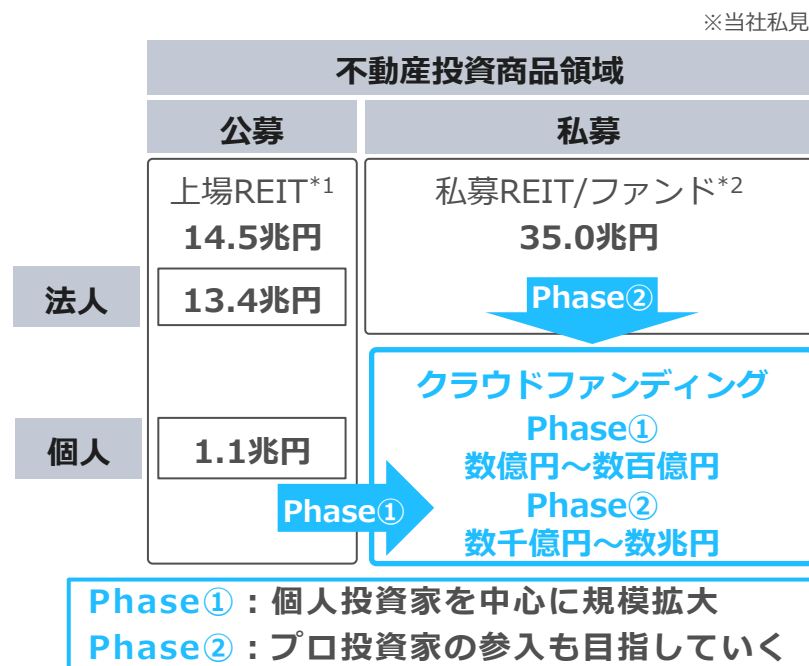 ※当社私見
不動産投資商品領域
公募
私募
上場REIT*1
14.5兆円
私募REIT/ファンド*2
35.0兆円
法人
13.4兆円
Phase②
クラウドファンディング
Phase①
数億円～数百億円
Phase②
数千億円～数兆円
個人
1.1兆円
Phase①
Phase①：個人投資家を中心に規模拡大
Phase②：プロ投資家の参入も目指していく